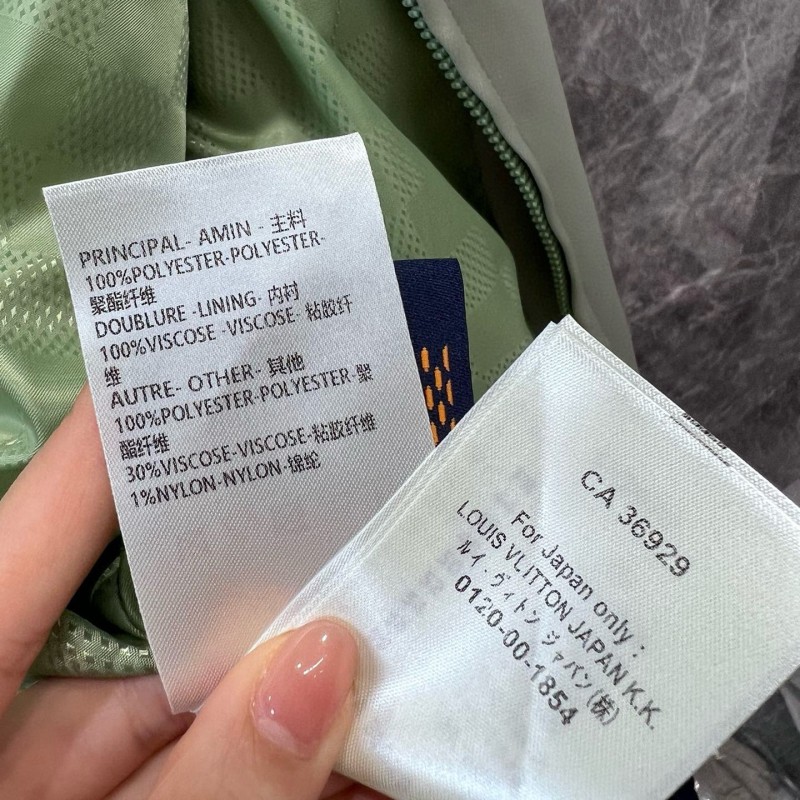 PRINCIPAL- AMIN - 主料
100%POLYESTER-POLYESTER-
聚酯纤维
DOUBLURE -LINING- 内衬
100%VISCOSE -VISCOSE- 粘胶纤
维
AUTRE- OTHER- 其他
100%POLYESTER-POLYESTER-聚
酯纤维
30%VISCOSE-VISCOSE-粘胶纤维
1%NYLON-NYLON-锦纶
CA 36929
For Japan only :
LOUIS VLITTON JAPAN K.K.
ルイ.ヴィトン ジャパン(株)
0120-00-1854